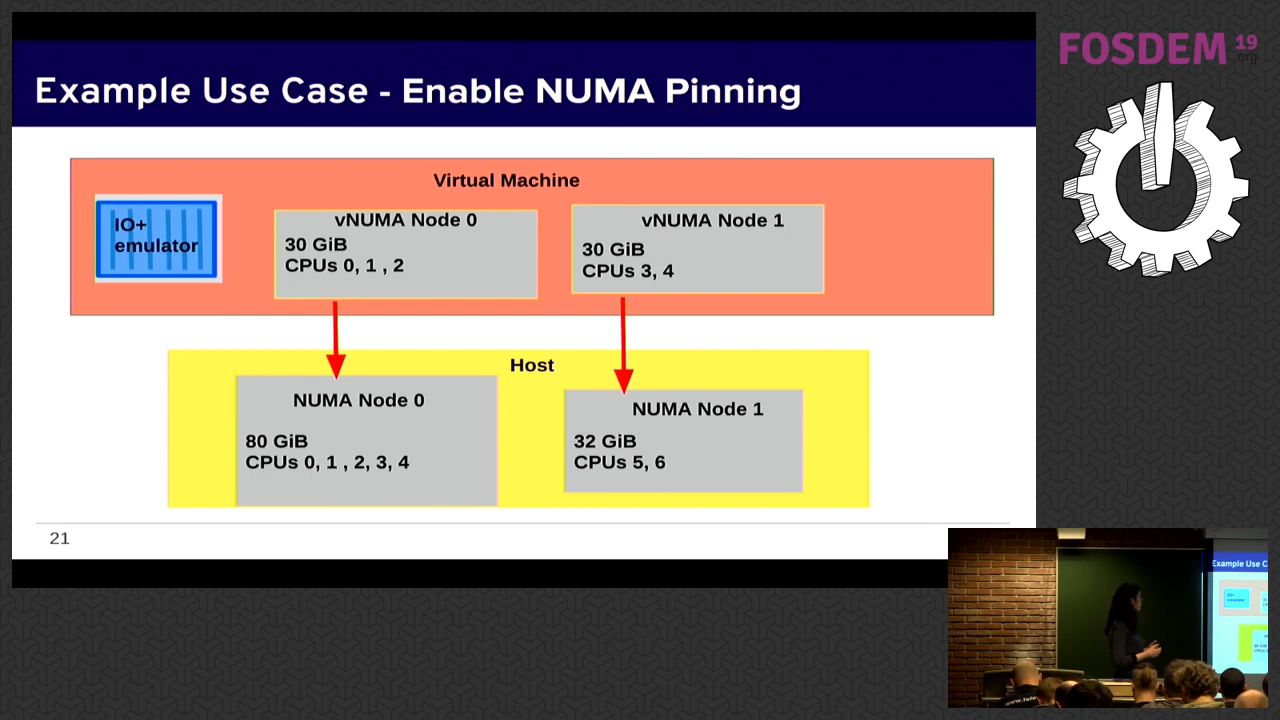 FOSDEM 19
.org
Example Use Case - Enable NUMA Pinning
Virtual Machine
IO+
emulator
vNUMA Node 0
30 GiB
CPUs 0, 1 , 2
vNUMA Node 1
30 GiB
CPUs 3, 4
Host
NUMA Node 0
80 GiB
CPUs 0, 1 , 2, 3, 4
NUMA Node 1
32 GiB
CPUs 5, 6
21
Example Use C